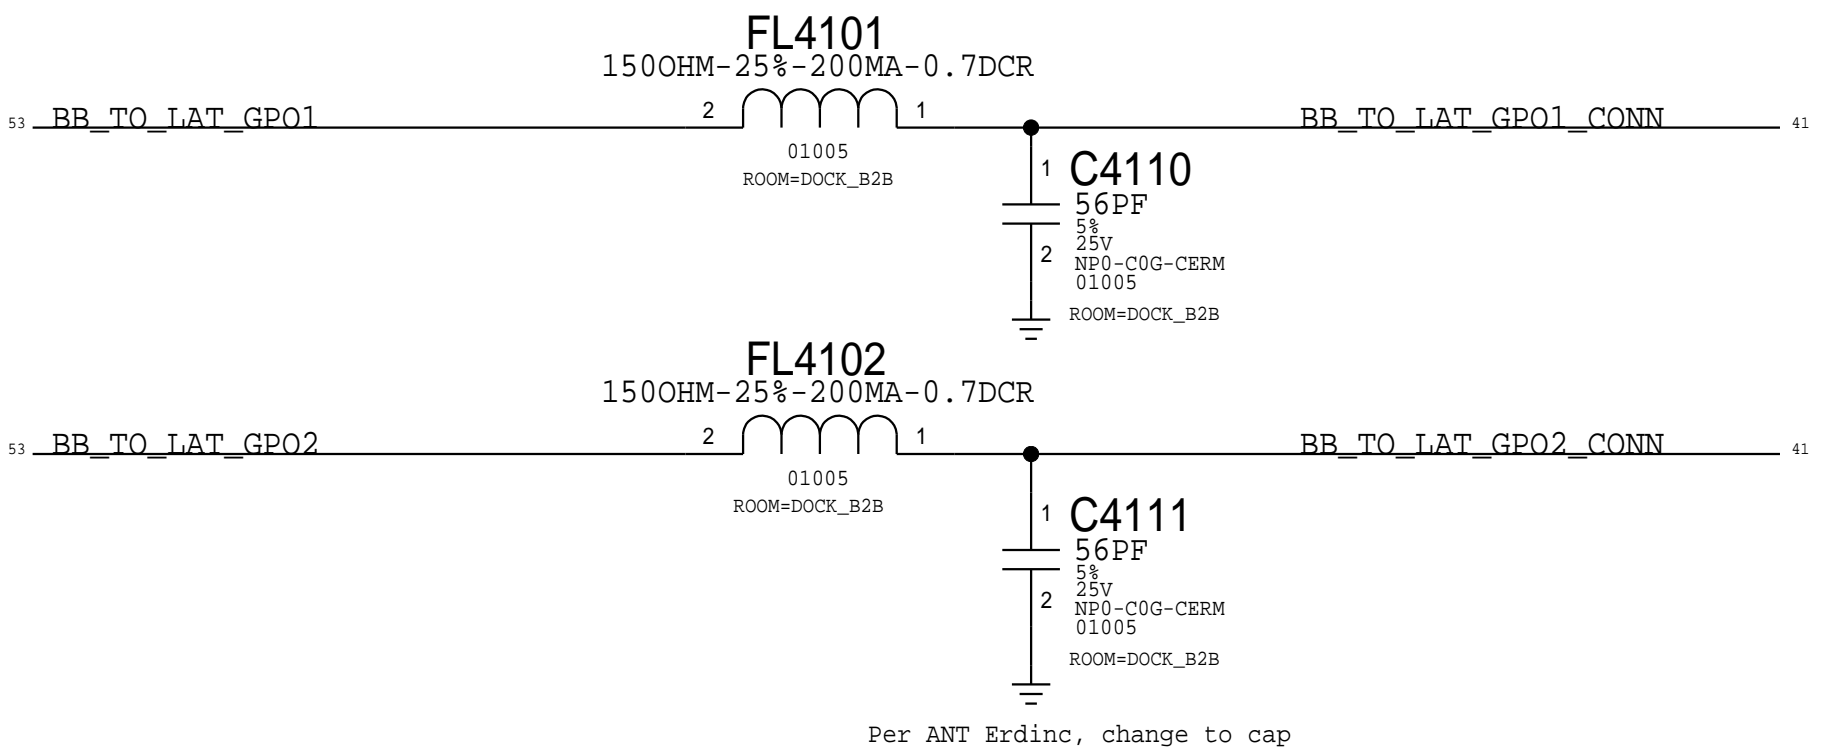 FL4101
150OHM-25%-200MA-0.7DCR
53 BB_TO_LAT_GPO1 2 1 BB_TO_LAT_GPO1_CONN 41
01005
ROOM=DOCK_B2B
1 C4110
56PF
5%
25V
2 NP0-C0G-CERM
01005
ROOM=DOCK_B2B
FL4102
150OHM-25%-200MA-0.7DCR
53 BB_TO_LAT_GPO2 2 1 BB_TO_LAT_GPO2_CONN 41
01005
ROOM=DOCK_B2B
1 C4111
56PF
5%
25V
2 NP0-C0G-CERM
01005
ROOM=DOCK_B2B
Per ANT Erdinc, change to cap